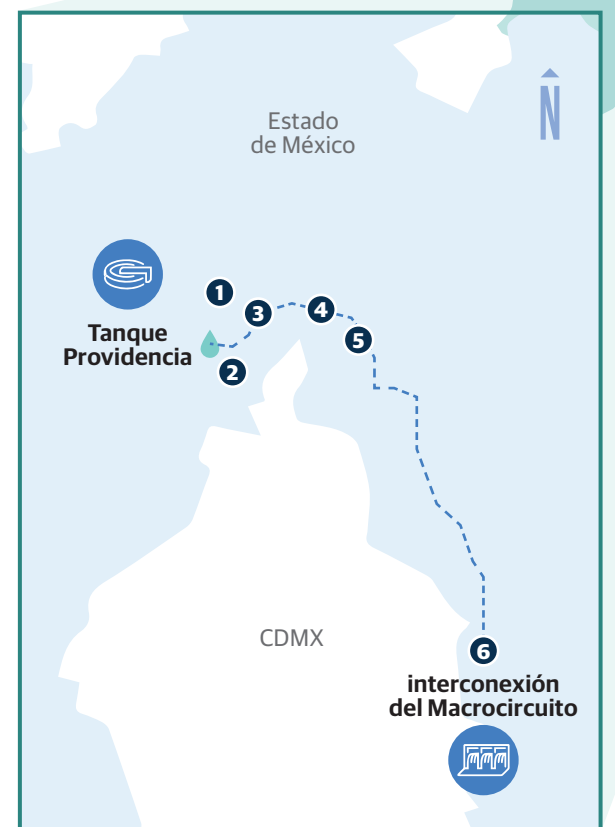 Estado
de México
N
1
3
4
5
Tanque
Providencia
2
CDMX
6
interconexión
del Macrocircuito